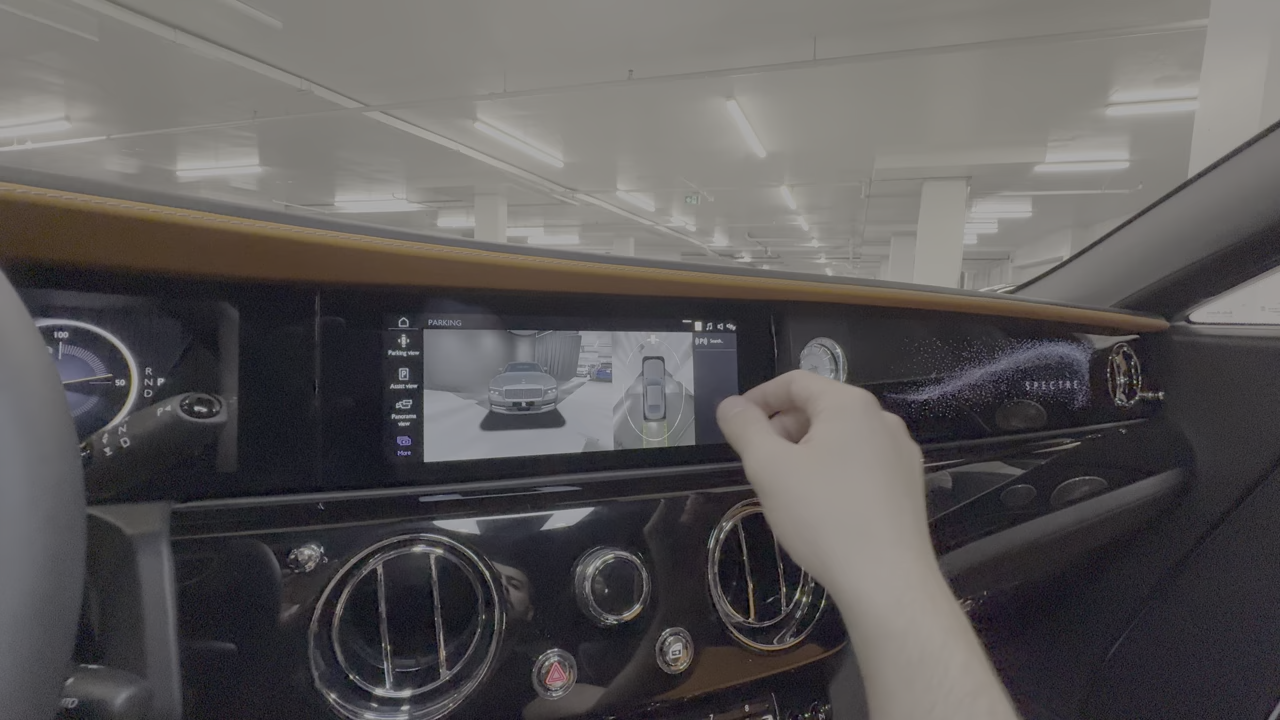 100
50
R
N
D
P
P
R
N
D
PARKING
Parking view
Assist view
Panorama view
More
((P))
SPECTRE